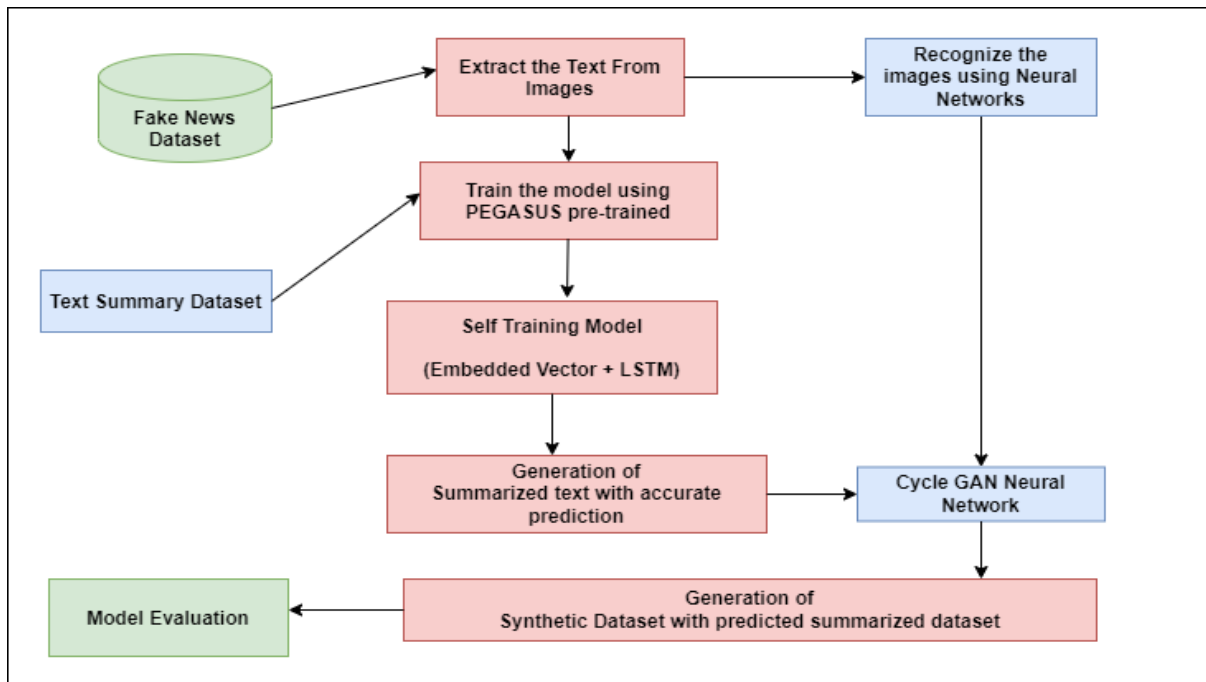 Fake News
Dataset
Extract the Text From
Images
Recognize the
images using Neural
Networks
Train the model using
PEGASUS pre-trained
Text Summary Dataset
Self Training Model
(Embedded Vector + LSTM)
Generation of
Summarized text with accurate
prediction
Cycle GAN Neural
Network
Generation of
Synthetic Dataset with predicted summarized dataset
Model Evaluation